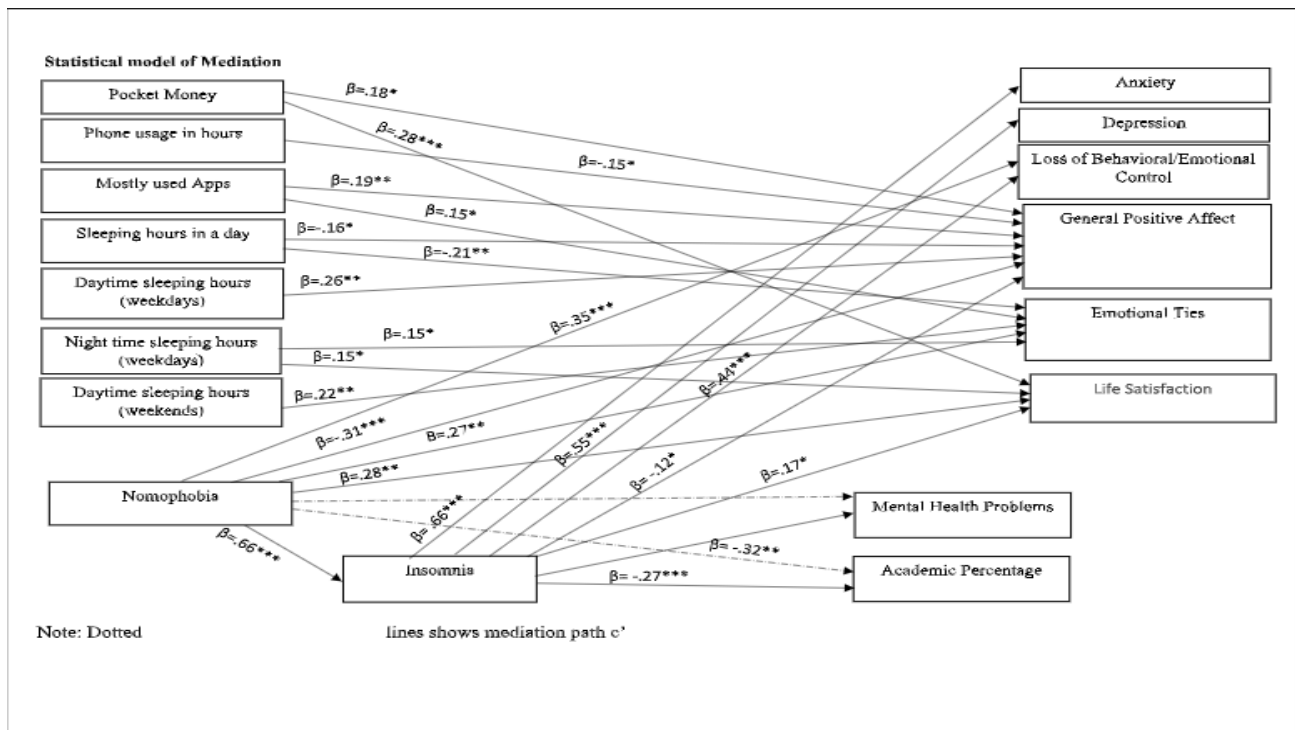 Statistical model of Mediation
Pocket Money
Phone usage in hours
Mostly used Apps
Sleeping hours in a day
Daytime sleeping hours
(weekdays)
Night time sleeping hours
(weekdays)
Daytime sleeping hours
(weekends)
Nomophobia
Insomnia
β=.18*
β=.28***
β=-.15*
β=.19**
β=.15*
β=-.16*
β=-.21**
β=.26**
β=.35***
β=.15*
β=.15*
β=.22**
β=.44***
β=-.31***
β=.27**
β=.55***
β= -.12*
β=.17*
β=.28**
β= .66***
β=.66***
β= -.32**
β= -.27***
Anxiety
Depression
Loss of Behavioral/Emotional
Control
General Positive Affect
Emotional Ties
Life Satisfaction
Mental Health Problems
Academic Percentage
Note: Dotted lines shows mediation path c'